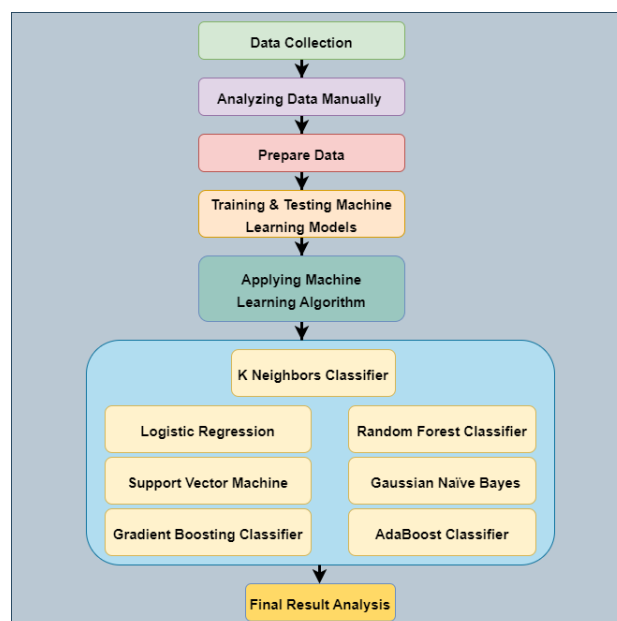 Data Collection
Analyzing Data Manually
Prepare Data
Training & Testing Machine
Learning Models
Applying Machine
Learning Algorithm
K Neighbors Classifier
Logistic Regression
Random Forest Classifier
Support Vector Machine
Gaussian Naïve Bayes
Gradient Boosting Classifier
AdaBoost Classifier
Final Result Analysis